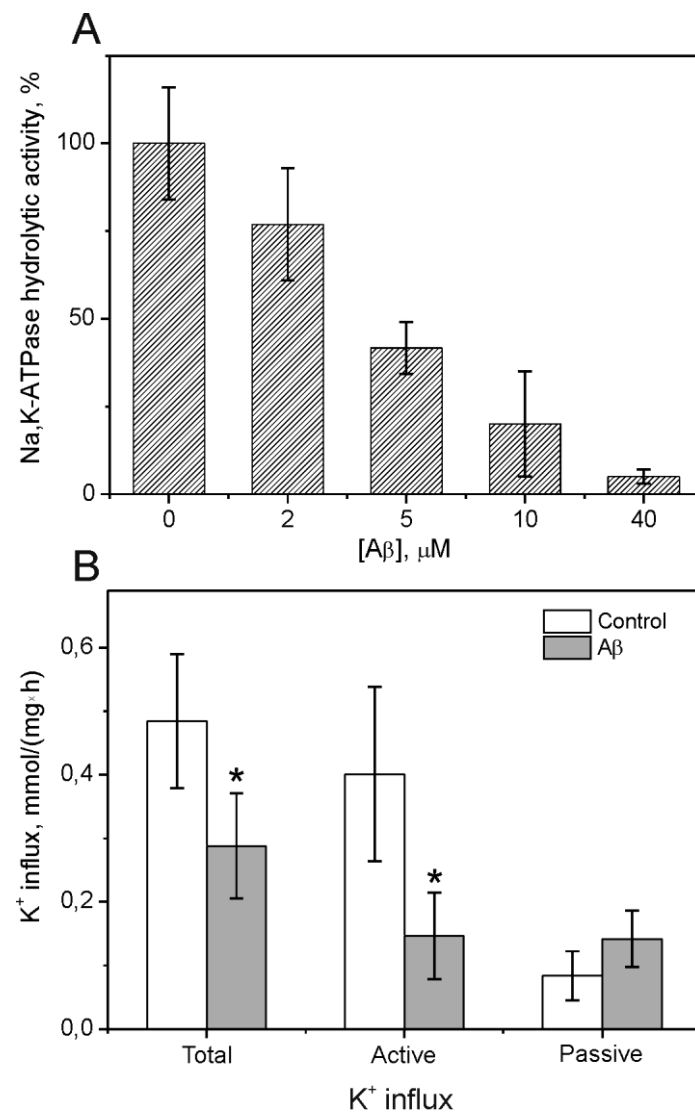 A
Na,K-ATPase hydrolytic activity, %
100
50
0
0 2 5 10 40
[Aβ], μM
B
Control
Aβ
K⁺ influx, mmol/(mg×h)
0,6
0,4
0,2
0,0
* *
Total Active Passive
K⁺ influx